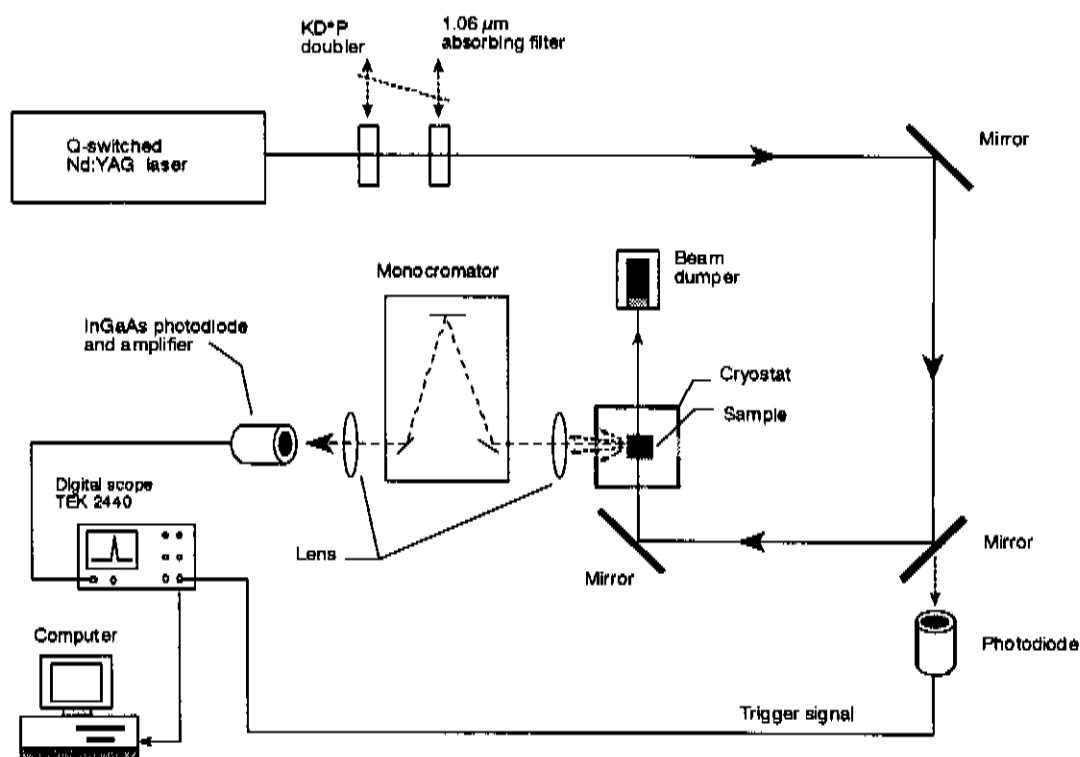 KD*P
doubler
1.06 µm
absorbing filter
Q-switched
Nd:YAG laser
Mirror
Beam
dumper
Monocromator
InGaAs photodiode
and amplifier
Cryostat
Sample
Digital scope
TEK 2440
Lens
Mirror
Mirror
Computer
Photodiode
Trigger signal